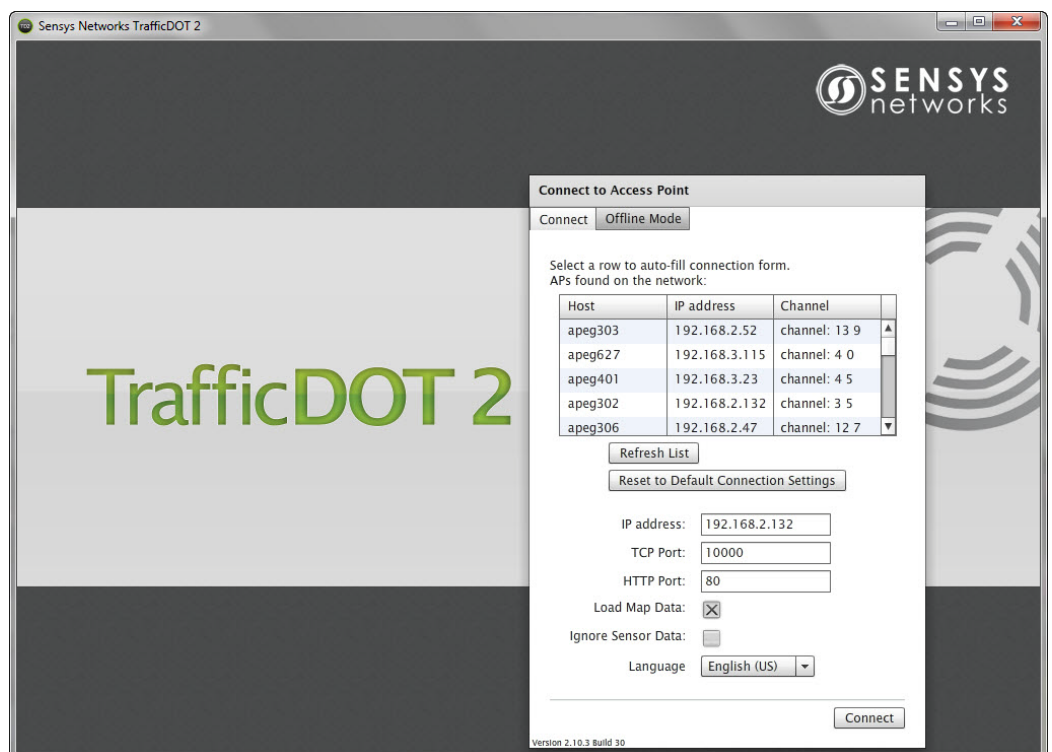 Sensys Networks TrafficDOT 2
SENSYS
networks
TrafficDOT 2
Connect to Access Point
Connect Offline Mode
Select a row to auto-fill connection form.
APs found on the network:
Host IP address Channel
apeg303 192.168.2.52 channel: 13 9
apeg627 192.168.3.115 channel: 4 0
apeg401 192.168.3.23 channel: 4 5
apeg302 192.168.2.132 channel: 3 5
apeg306 192.168.2.47 channel: 12 7
Refresh List
Reset to Default Connection Settings
IP address: 192.168.2.132
TCP Port: 10000
HTTP Port: 80
Load Map Data:
Ignore Sensor Data:
Language English (US)
Connect
Version 2.10.3 Build 30